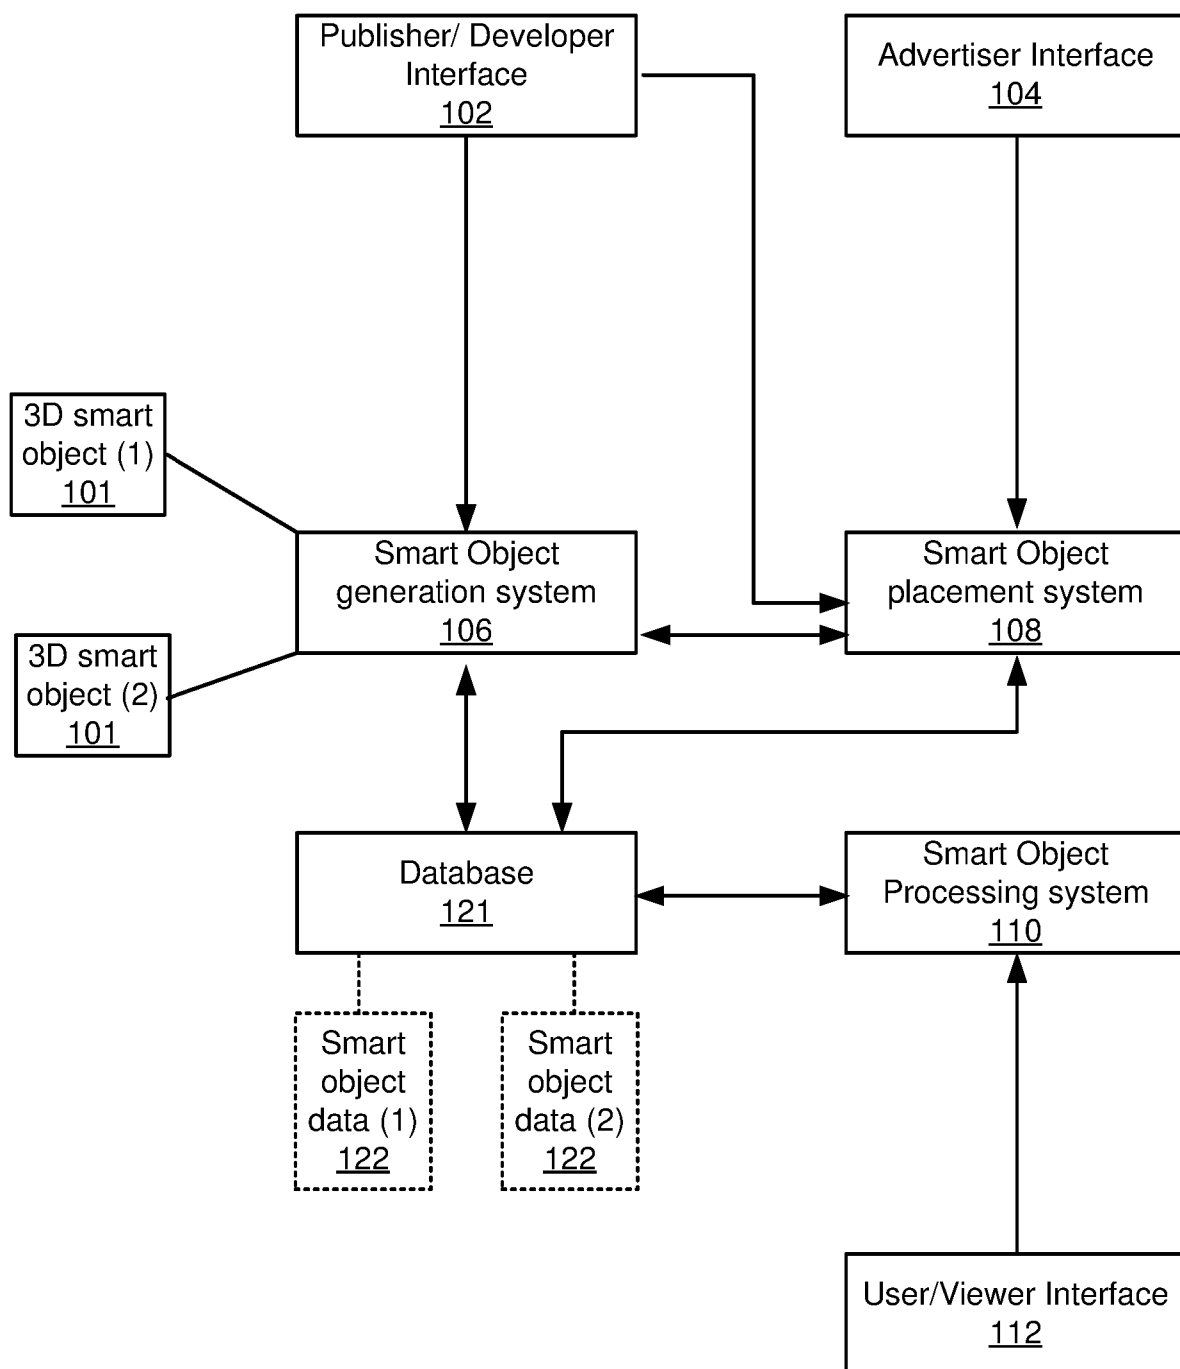 Publisher/ Developer
Interface
102
Advertiser Interface
104
3D smart
object (1)
101
Smart Object
generation system
106
Smart Object
placement system
108
3D smart
object (2)
101
Database
121
Smart Object
Processing system
110
Smart
object
data (1)
122
Smart
object
data (2)
122
User/Viewer Interface
112